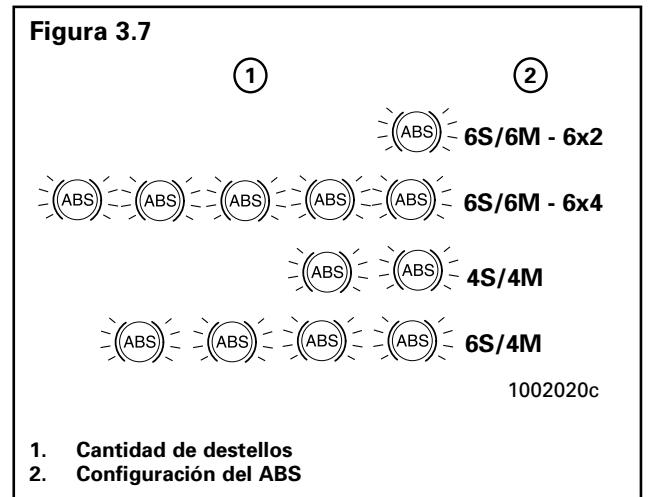 Figura 3.7
1 2
ABS 6S/6M - 6x2
ABS ABS ABS ABS ABS 6S/6M - 6x4
ABS ABS 4S/4M
ABS ABS ABS ABS 6S/4M
1002020c
1. Cantidad de destellos
2. Configuración del ABS